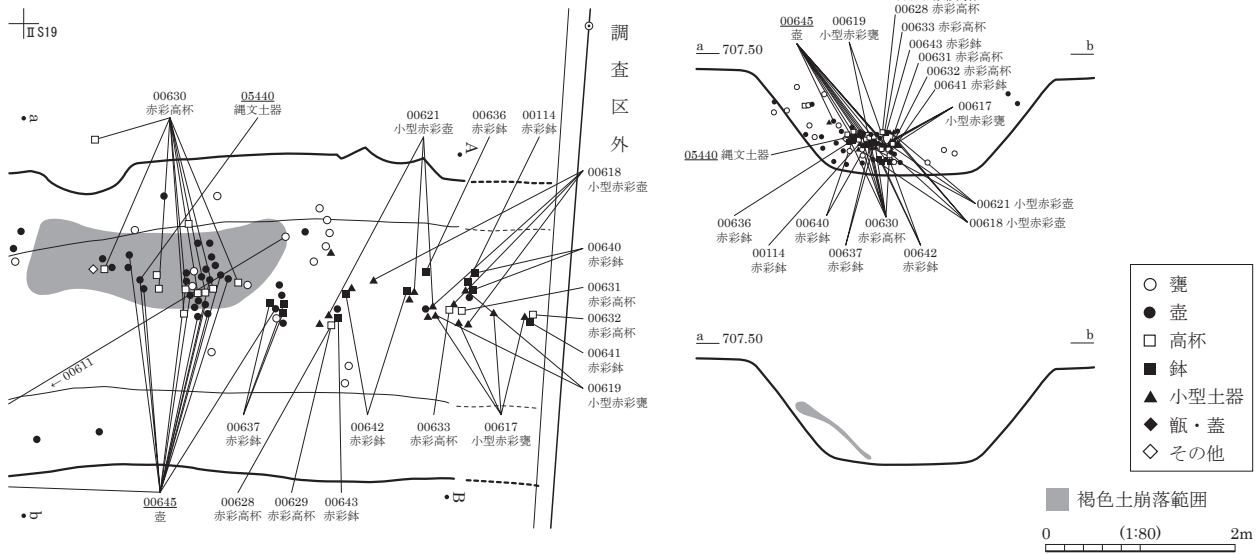 ⅡS19
調査区外
00630
赤彩高杯
05440
縄文土器
00621
小型赤彩壺
00636
赤彩鉢
00114
赤彩鉢
a
A
00618
小型赤彩壺
00640
赤彩鉢
00631
赤彩高杯
00632
赤彩高杯
00641
赤彩鉢
00619
小型赤彩甕
←00611
00637
赤彩鉢
00642
赤彩鉢
00633
赤彩高杯
00617
小型赤彩甕
00645
壺
00628
赤彩高杯
00629
赤彩高杯
00643
赤彩鉢
b
B
00645
壺
00619
小型赤彩甕
00628 赤彩高杯
00633 赤彩高杯
00643 赤彩鉢
00631 赤彩高杯
00632 赤彩高杯
00641 赤彩鉢
00617
小型赤彩甕
a 707.50
b
05440 縄文土器
00621 小型赤彩壺
00618 小型赤彩壺
00636
赤彩鉢
00114
赤彩鉢
00640
赤彩鉢
00637
赤彩鉢
00630
赤彩高杯
00642
赤彩鉢
a 707.50
b
甕
壺
高杯
鉢
小型土器
甑・蓋
その他
褐色土崩落範囲
0 (1:80) 2m